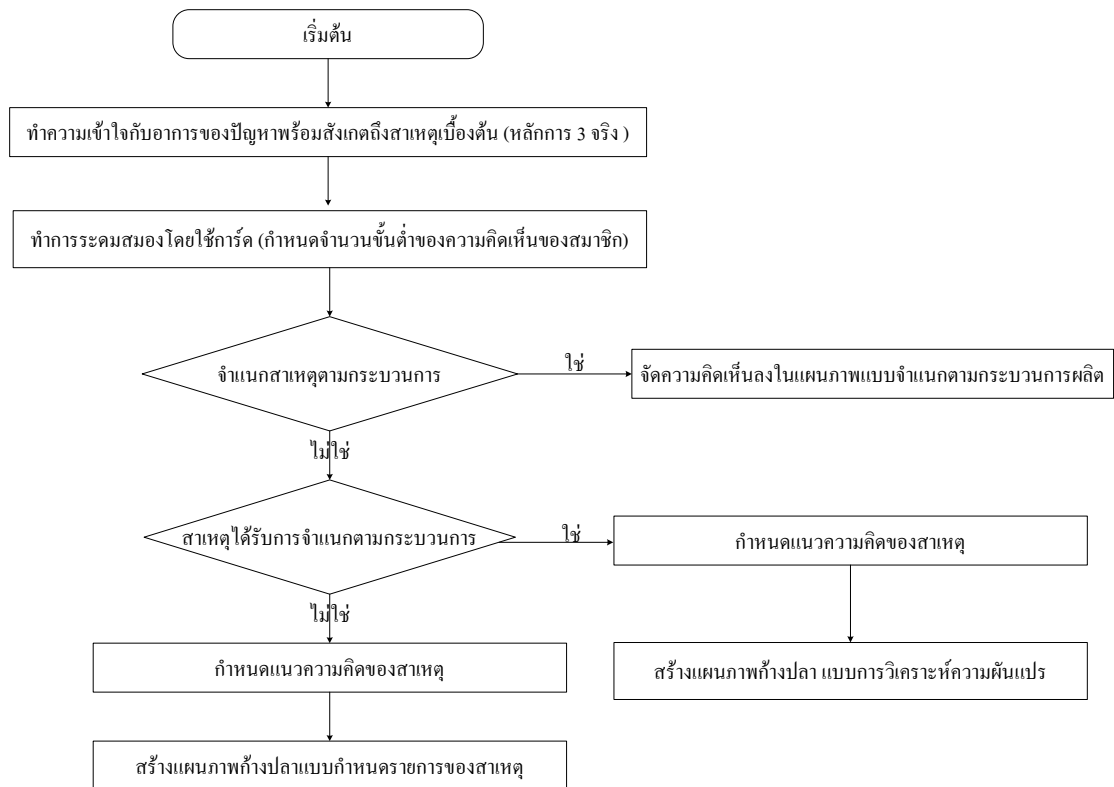 เริ่มต้น
ทำความเข้าใจกับอาการของปัญหาพร้อมสังเกตถึงสาเหตุเบื้องต้น (หลักการ 3 จริง )
ทำการระดมสมองโดยใช้การ์ด (กำหนดจำนวนขั้นต่ำของความคิดเห็นของสมาชิก)
จำแนกสาเหตุตามกระบวนการ
ใช่
จัดความคิดเห็นลงในแผนภาพแบบจำแนกตามกระบวนการผลิต
ไม่ใช่
สาเหตุได้รับการจำแนกตามกระบวนการ
ใช่
กำหนดแนวความคิดของสาเหตุ
ไม่ใช่
กำหนดแนวความคิดของสาเหตุ
สร้างแผนภาพก้างปลา แบบการวิเคราะห์ความผันแปร
สร้างแผนภาพก้างปลาแบบกำหนดรายการของสาเหตุ